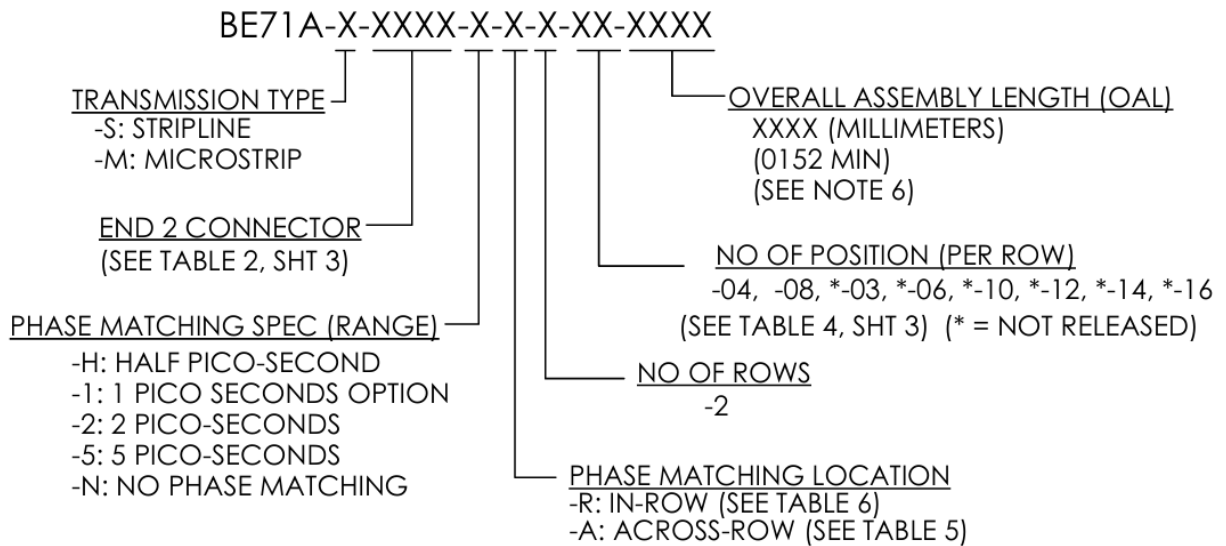 BE71A-X-XXXX-X-X-X-XX-XXXX
TRANSMISSION TYPE
-S: STRIPLINE
-M: MICROSTRIP
END 2 CONNECTOR
(SEE TABLE 2, SHT 3)
PHASE MATCHING SPEC (RANGE)
-H: HALF PICO-SECOND
-1: 1 PICO SECONDS OPTION
-2: 2 PICO-SECONDS
-5: 5 PICO-SECONDS
-N: NO PHASE MATCHING
OVERALL ASSEMBLY LENGTH (OAL)
XXXX (MILLIMETERS)
(0152 MIN)
(SEE NOTE 6)
NO OF POSITION (PER ROW)
-04, -08, *-03, *-06, *-10, *-12, *-14, *-16
(SEE TABLE 4, SHT 3) (* = NOT RELEASED)
NO OF ROWS
-2
PHASE MATCHING LOCATION
-R: IN-ROW (SEE TABLE 6)
-A: ACROSS-ROW (SEE TABLE 5)